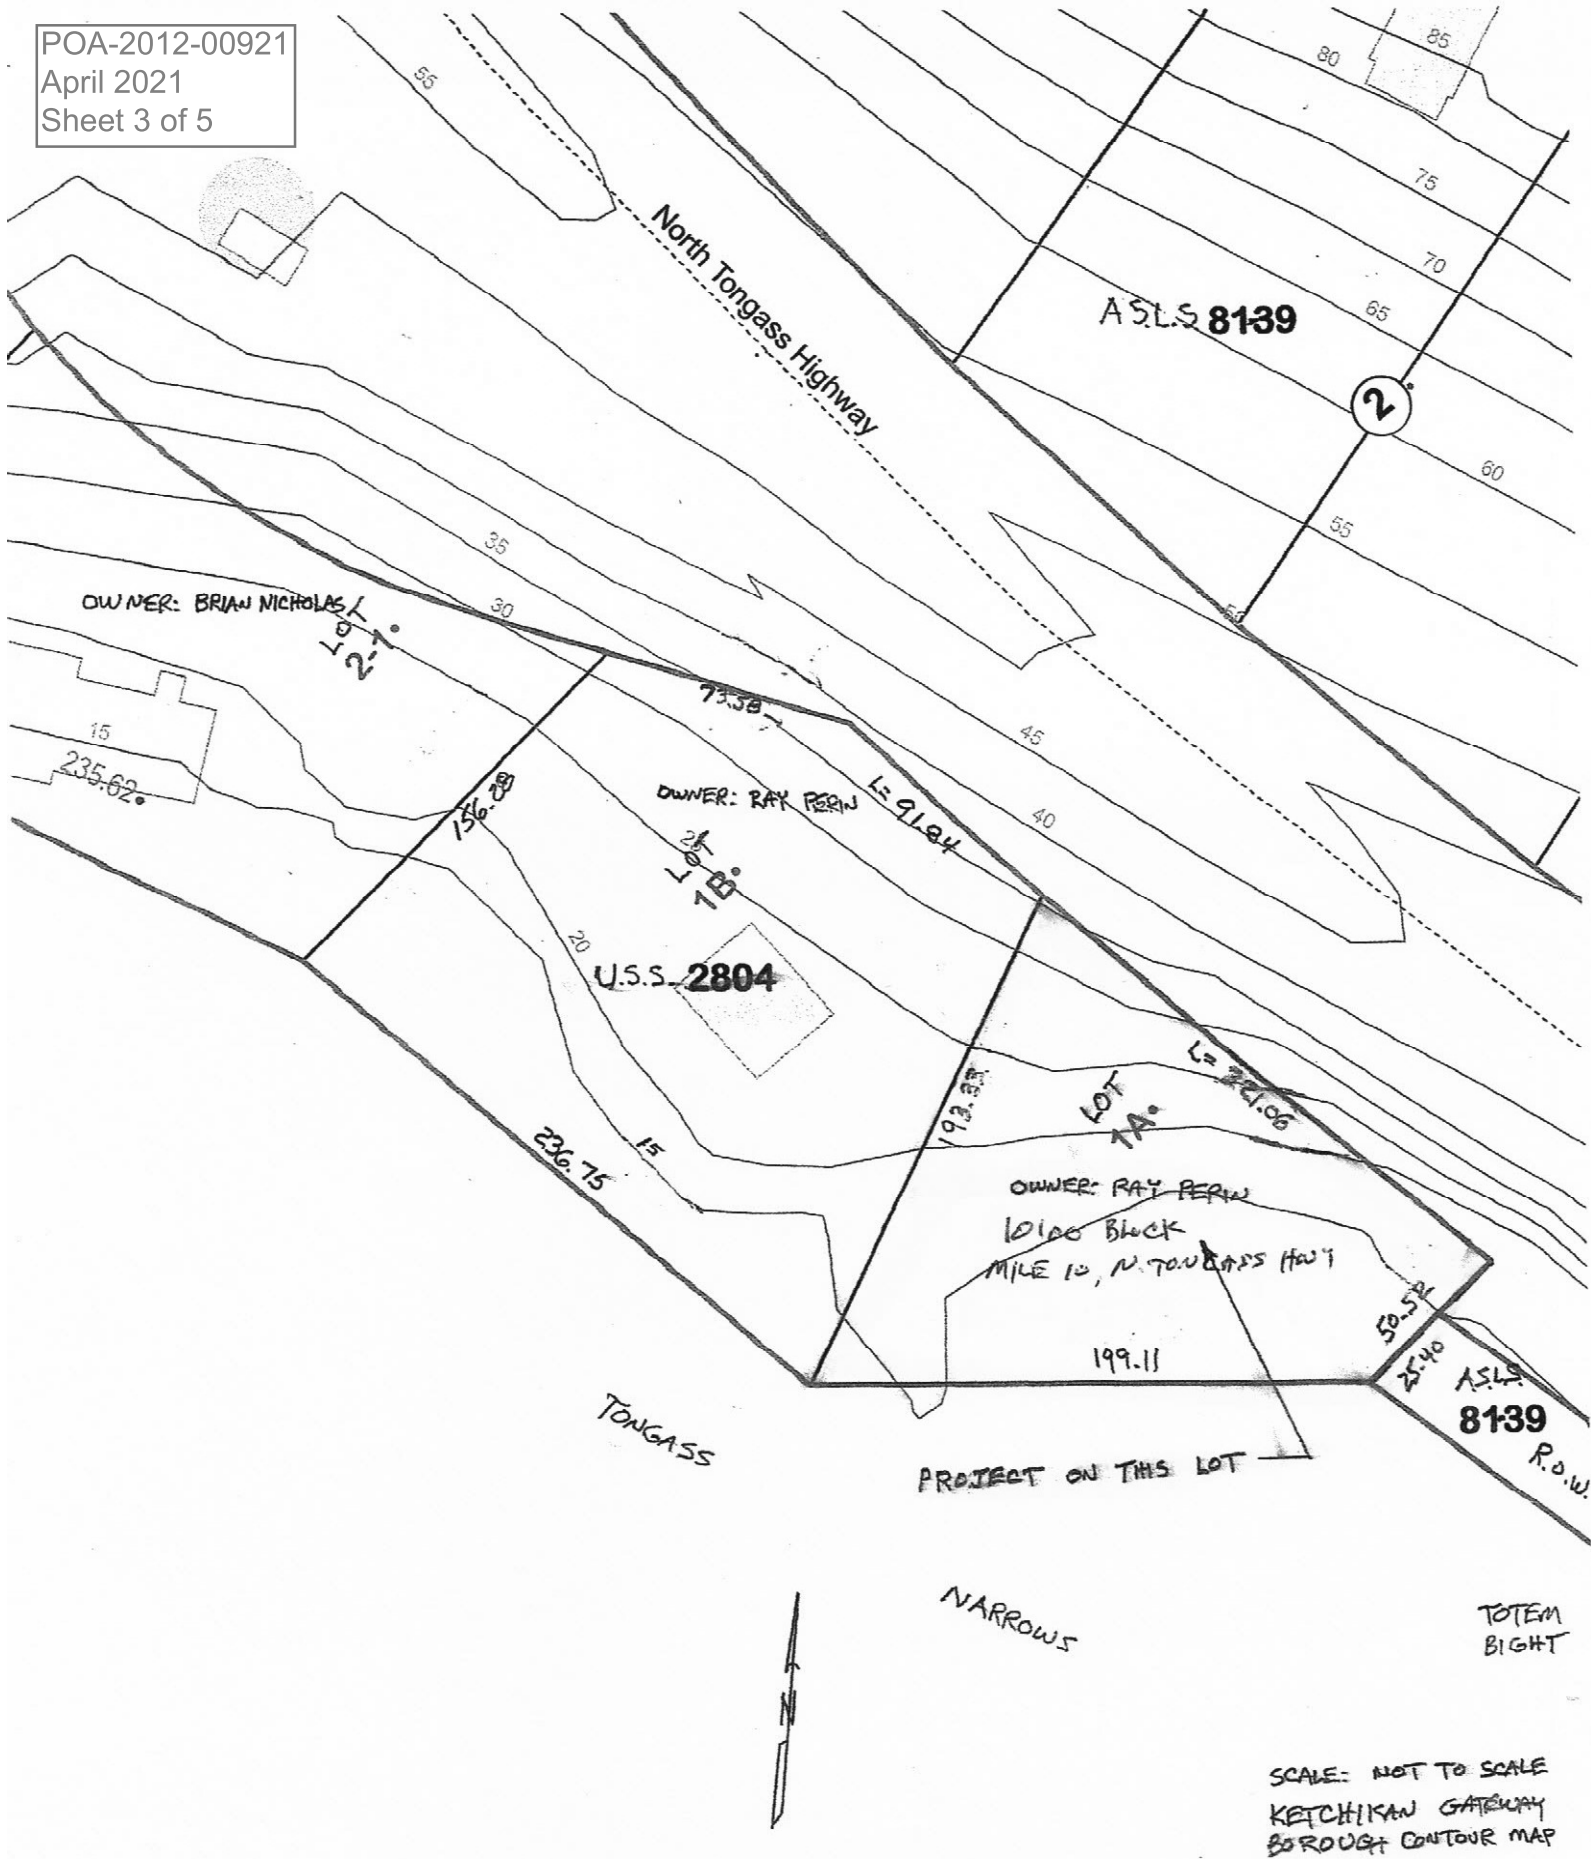 POA-2012-00921
April 2021
Sheet 3 of 5
55
80
85
75
70
65
60
55
50
North Tongass Highway
A.S.L.S 8139
2
35
30
OWNER: BRIAN NICHOLAS
LOT
2-1
15
235.62
73.58
45
40
L= 91.84
156.28
OWNER: RAY PERIN
LOT
1B
20
U.S.S. 2804
193.33
LOT
1A
236.75
15
OWNER: RAY PERIN
10100 BLOCK
MILE 10, N. TONGASS HWY
50.52
25.40
199.11
A.S.L.S.
8139
R.O.W.
TONGASS
PROJECT ON THIS LOT
NARROWS
N
TOTEM
BIGHT
SCALE: NOT TO SCALE
KETCHIKAN GATEWAY
BOROUGH CONTOUR MAP